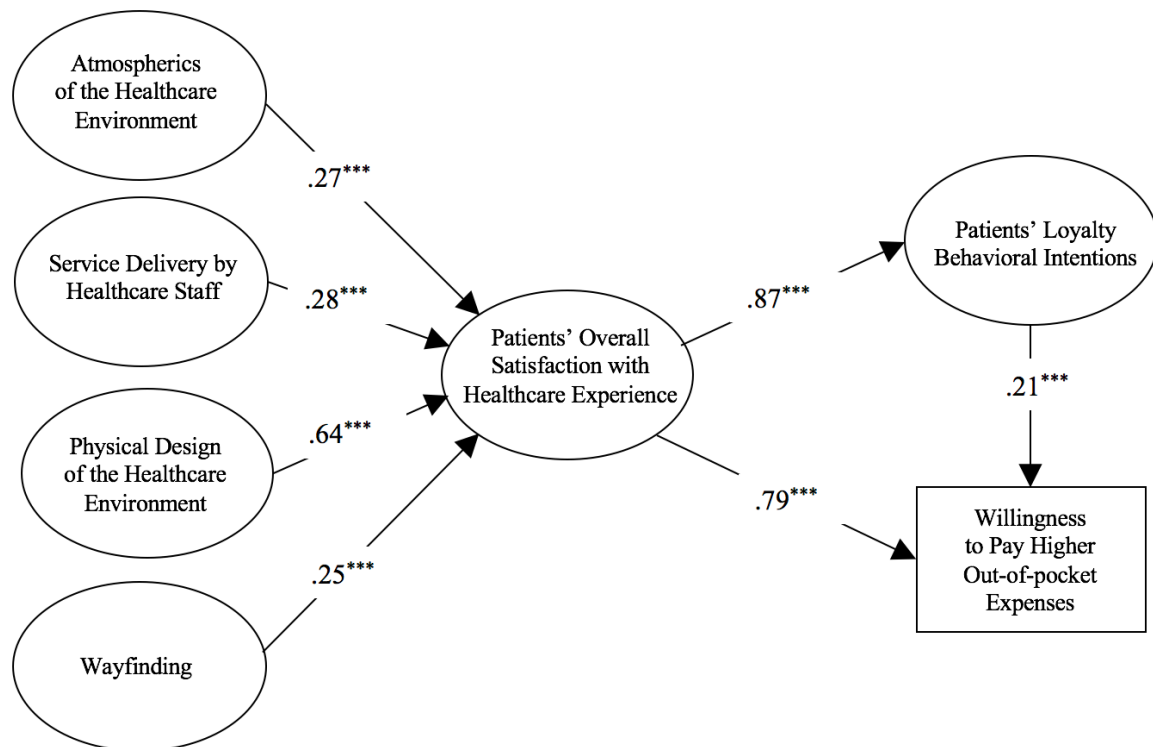 Atmospherics
of the Healthcare
Environment
.27***
Service Delivery by
Healthcare Staff
.28***
Physical Design
of the Healthcare
Environment
.64***
Wayfinding
.25***
Patients’ Overall
Satisfaction with
Healthcare Experience
.87***
.79***
Patients’ Loyalty
Behavioral Intentions
.21***
Willingness
to Pay Higher
Out-of-pocket
Expenses